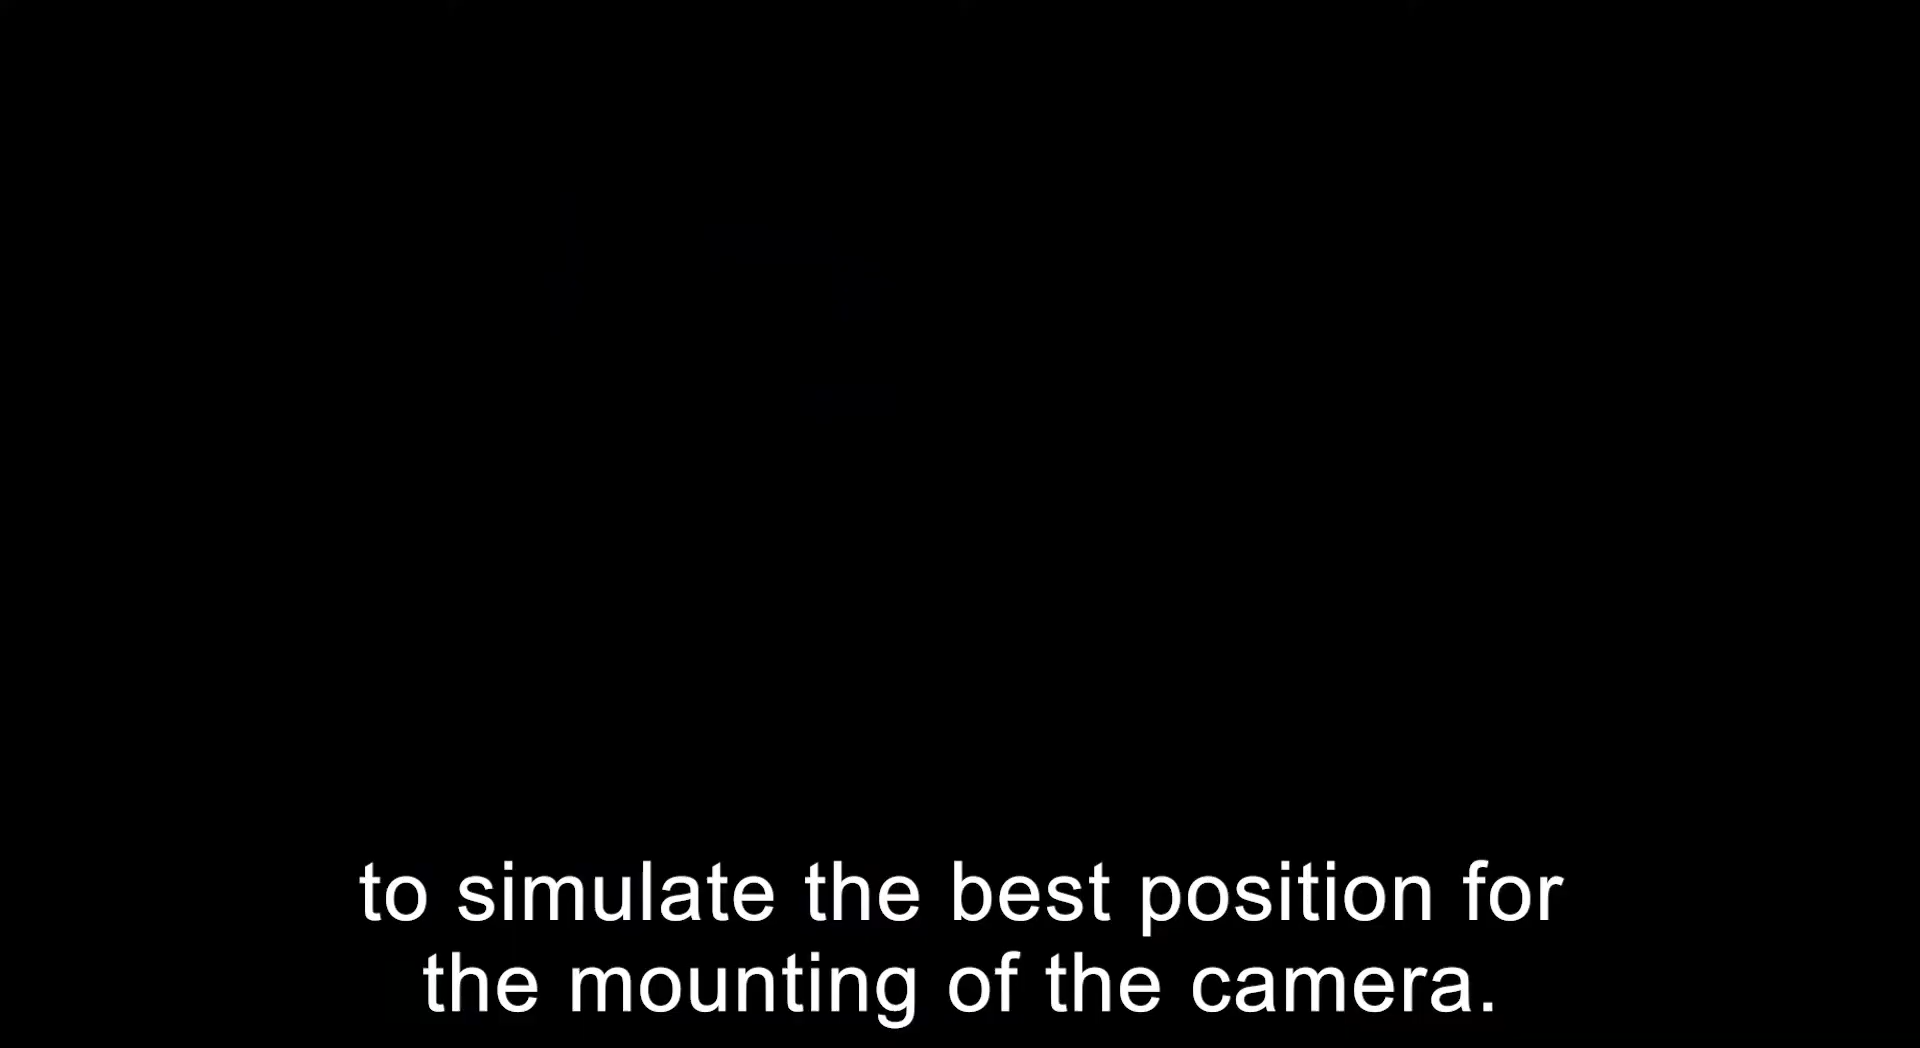 to simulate the best position for
the mounting of the camera.